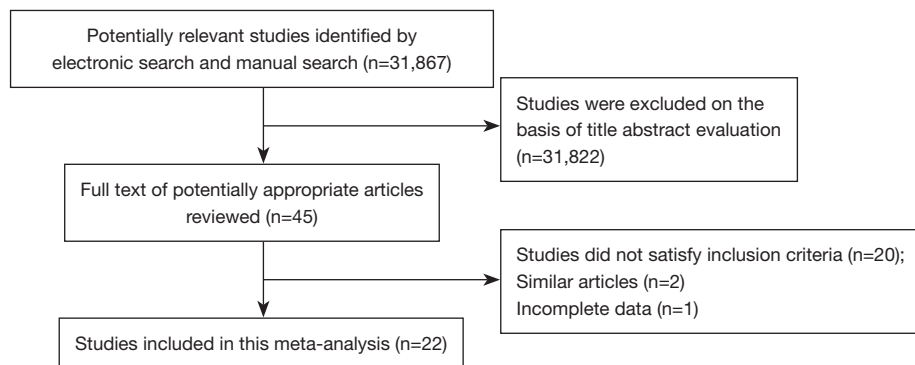 Potentially relevant studies identified by
electronic search and manual search (n=31,867)
Studies were excluded on the
basis of title abstract evaluation
(n=31,822)
Full text of potentially appropriate articles
reviewed (n=45)
Studies did not satisfy inclusion criteria (n=20);
Similar articles (n=2)
Incomplete data (n=1)
Studies included in this meta-analysis (n=22)